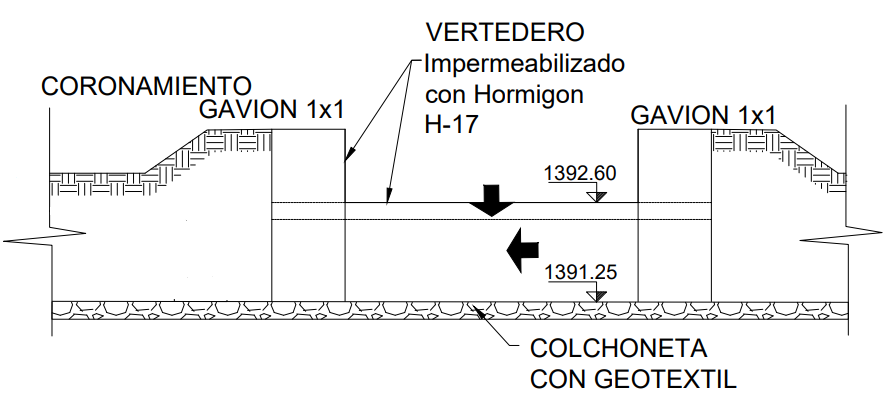 VERTEDERO
Impermeabilizado
con Hormigon
H-17
CORONAMIENTO
GAVION 1x1
GAVION 1x1
1392.60
1391.25
COLCHONETA
CON GEOTEXTIL